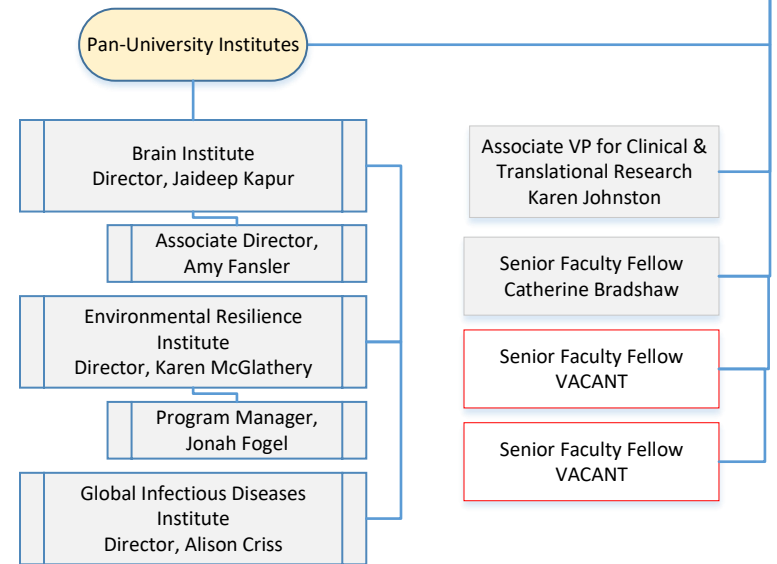 Pan-University Institutes
Brain Institute
Director, Jaideep Kapur
Associate Director,
Amy Fansler
Environmental Resilience
Institute
Director, Karen McGlathery
Program Manager,
Jonah Fogel
Global Infectious Diseases
Institute
Director, Alison Criss
Associate VP for Clinical &
Translational Research
Karen Johnston
Senior Faculty Fellow
Catherine Bradshaw
Senior Faculty Fellow
VACANT
Senior Faculty Fellow
VACANT